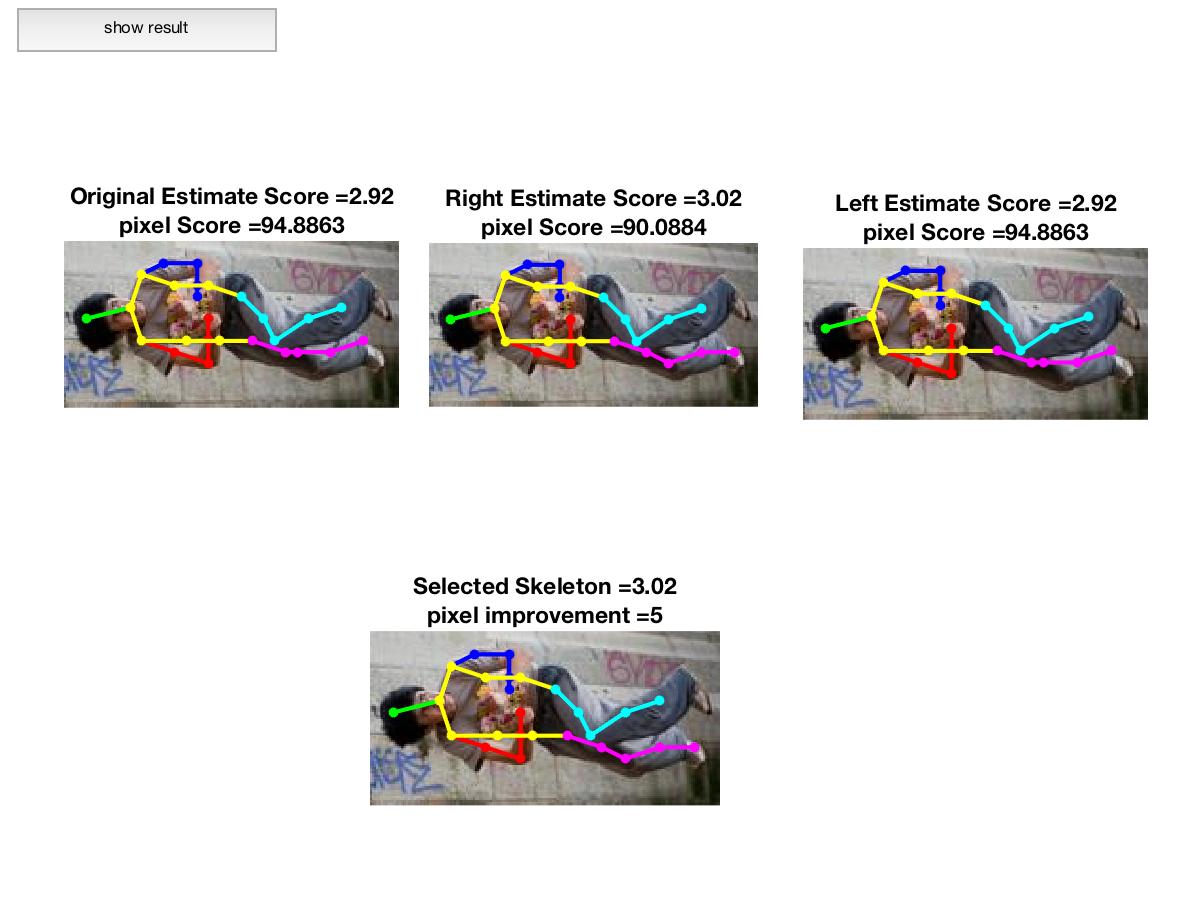 show result
Original Estimate Score =2.92
pixel Score =94.8863
Right Estimate Score =3.02
pixel Score =90.0884
Left Estimate Score =2.92
pixel Score =94.8863
Selected Skeleton =3.02
pixel improvement =5